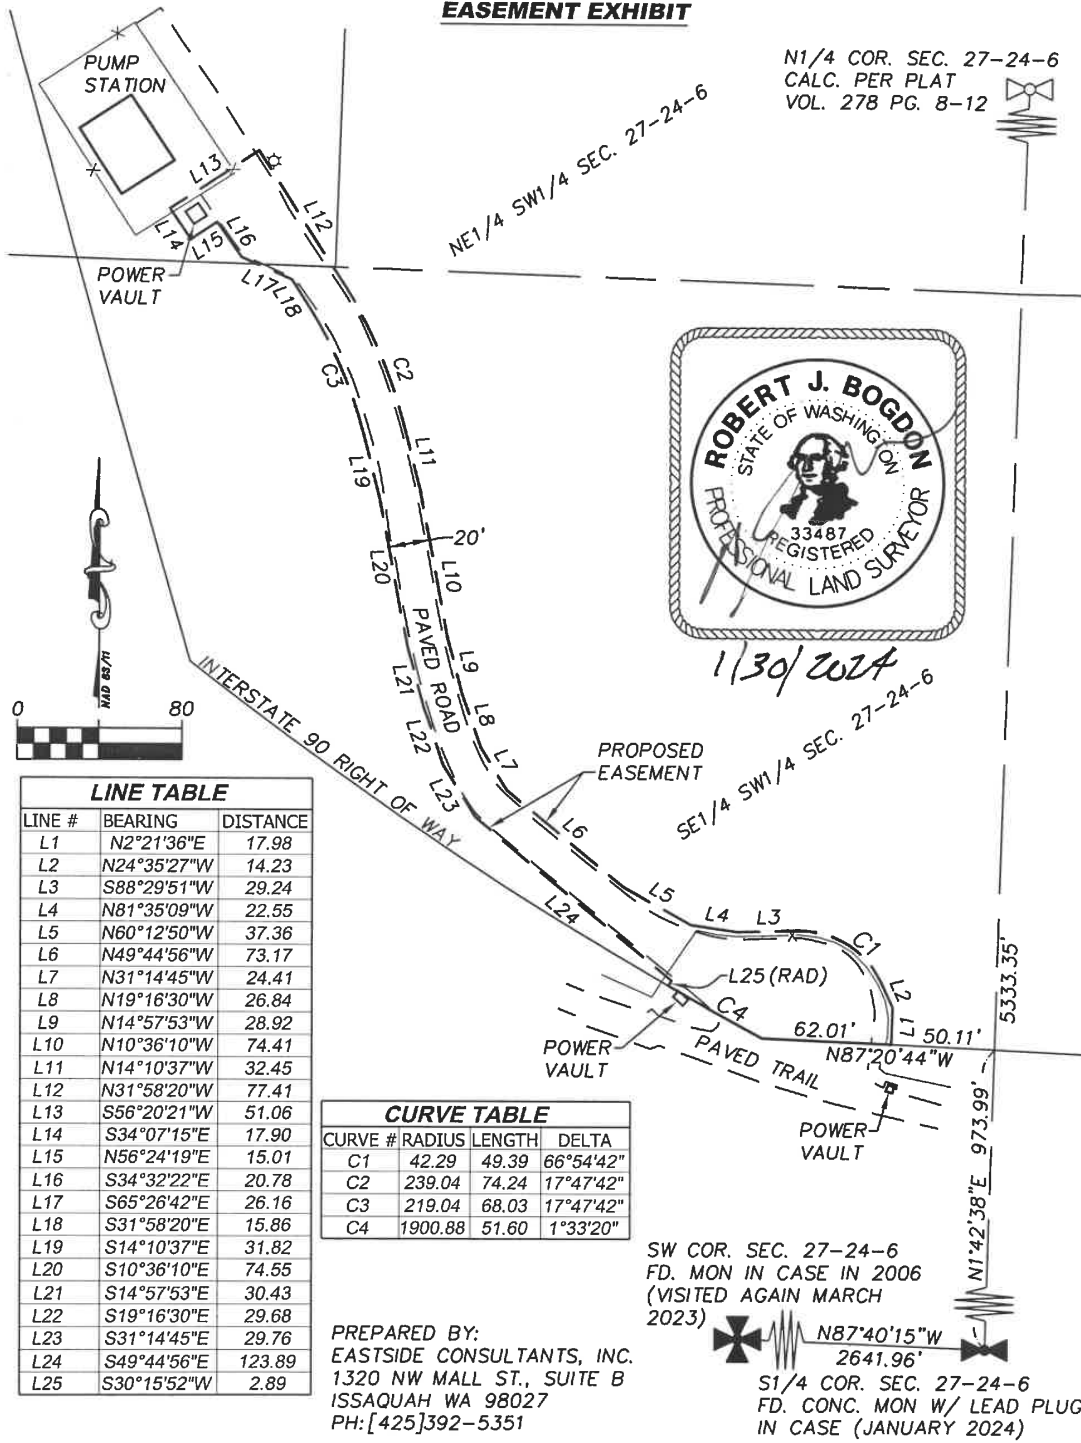 EASEMENT EXHIBIT
PUMP
STATION
N1/4 COR. SEC. 27-24-6
CALC. PER PLAT
VOL. 278 PG. 8-12
NE1/4 SW1/4 SEC. 27-24-6
L13
L12
L14
L15
L16
POWER
VAULT
L17
L18
C3
C2
L11
L19
20'
L20
L10
PAVED ROAD
L9
L21
L8
L22
L7
L23
ROBERT J. BOGDON
STATE OF WASHINGTON
33487
REGISTERED
PROFESSIONAL LAND SURVEYOR
1/30/2024
NAD 83/11
0 80
INTERSTATE 90 RIGHT OF WAY
PROPOSED
EASEMENT
SE1/4 SW1/4 SEC. 27-24-6
L6
L5
L24
L4
L3
C1
L2
L1
L25(RAD)
C4
62.01'
50.11'
N87°20'44"W
5333.35'
PAVED TRAIL
POWER
VAULT
POWER
VAULT
N1°42'38"E 973.99'
LINE TABLE
LINE # BEARING DISTANCE
L1 N2°21'36"E 17.98
L2 N24°35'27"W 14.23
L3 S88°29'51"W 29.24
L4 N81°35'09"W 22.55
L5 N60°12'50"W 37.36
L6 N49°44'56"W 73.17
L7 N31°14'45"W 24.41
L8 N19°16'30"W 26.84
L9 N14°57'53"W 28.92
L10 N10°36'10"W 74.41
L11 N14°10'37"W 32.45
L12 N31°58'20"W 77.41
L13 S56°20'21"W 51.06
L14 S34°07'15"E 17.90
L15 N56°24'19"E 15.01
L16 S34°32'22"E 20.78
L17 S65°26'42"E 26.16
L18 S31°58'20"E 15.86
L19 S14°10'37"E 31.82
L20 S10°36'10"E 74.55
L21 S14°57'53"E 30.43
L22 S19°16'30"E 29.68
L23 S31°14'45"E 29.76
L24 S49°44'56"E 123.89
L25 S30°15'52"W 2.89
CURVE TABLE
CURVE # RADIUS LENGTH DELTA
C1 42.29 49.39 66°54'42"
C2 239.04 74.24 17°47'42"
C3 219.04 68.03 17°47'42"
C4 1900.88 51.60 1°33'20"
PREPARED BY:
EASTSIDE CONSULTANTS, INC.
1320 NW MALL ST., SUITE B
ISSAQUAH WA 98027
PH:[425]392-5351
SW COR. SEC. 27-24-6
FD. MON IN CASE IN 2006
(VISITED AGAIN MARCH
2023)
N87°40'15"W
2641.96'
S1/4 COR. SEC. 27-24-6
FD. CONC. MON W/ LEAD PLUG
IN CASE (JANUARY 2024)